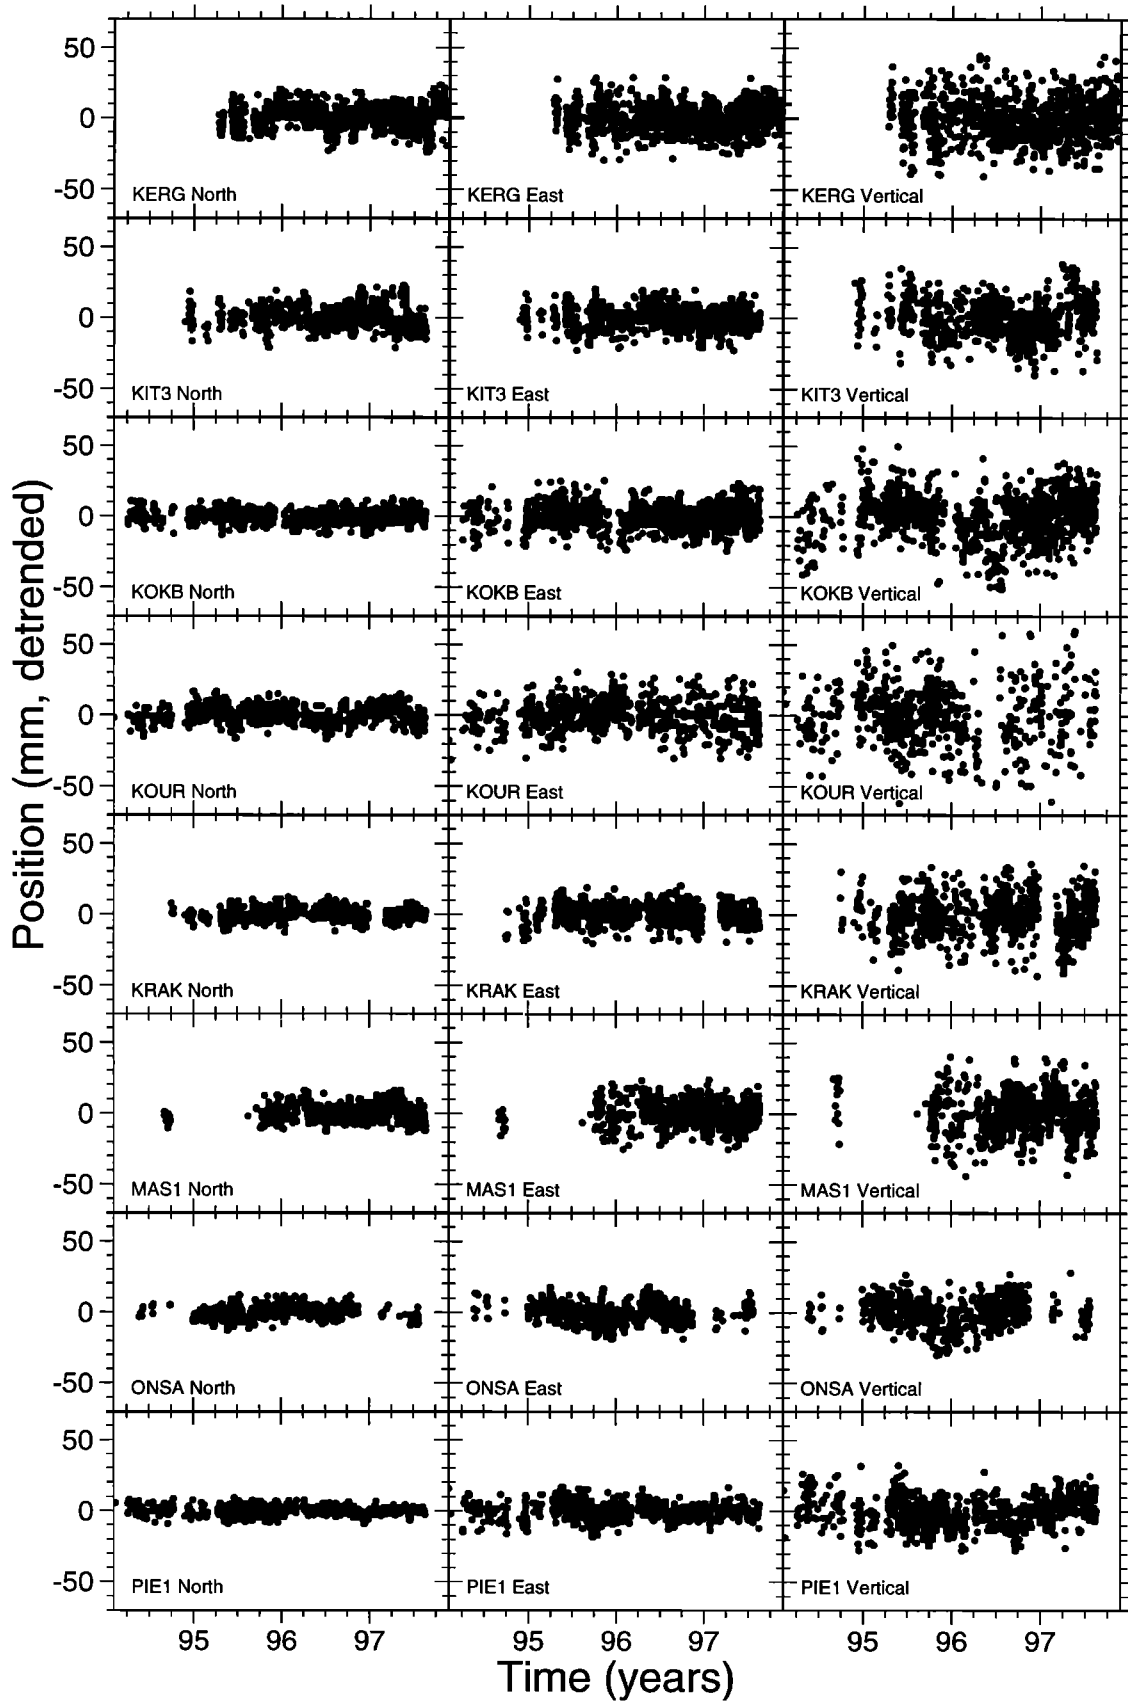 50
0
-50
KERG North
KERG East
KERG Vertical
50
0
-50
KIT3 North
KIT3 East
KIT3 Vertical
50
0
-50
KOKB North
KOKB East
KOKB Vertical
50
0
-50
KOUR North
KOUR East
KOUR Vertical
50
0
-50
KRAK North
KRAK East
KRAK Vertical
50
0
-50
MAS1 North
MAS1 East
MAS1 Vertical
50
0
-50
ONSA North
ONSA East
ONSA Vertical
50
0
-50
PIE1 North
PIE1 East
PIE1 Vertical
Position (mm, detrended)
95 96 97 95 96 97 95 96 97
Time (years)